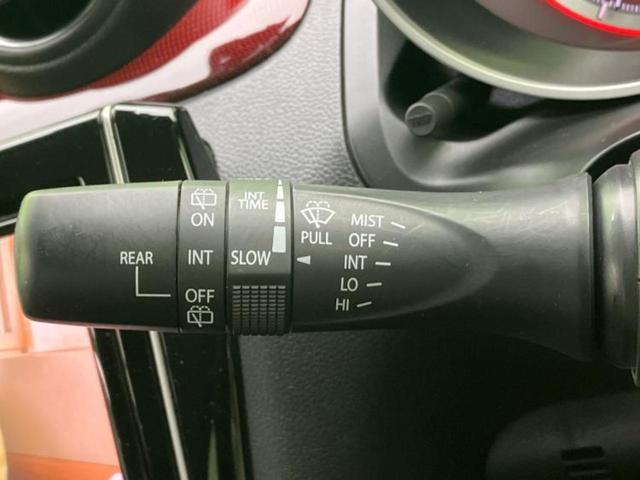 REAR
ON
INT
OFF
INT
TIME
SLOW
PULL
MIST
OFF
INT
LO
HI